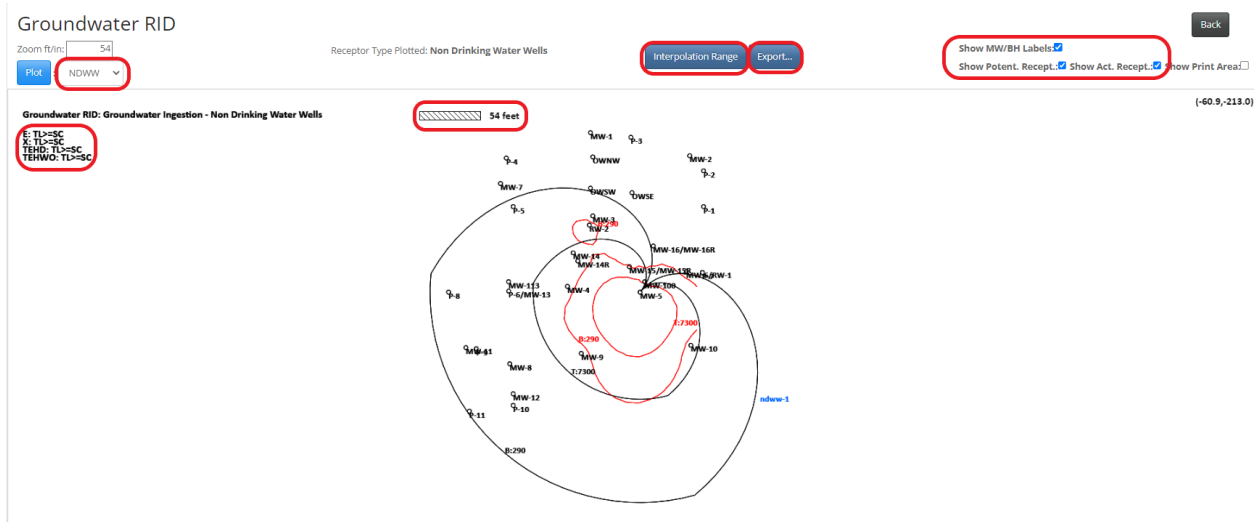 Groundwater RID
Back
Zoom ft/in: 54
Receptor Type Plotted: Non Drinking Water Wells
Interpolation Range
Export...
Show MW/BH Labels:
Plot : NDWW
Show Potent. Recept.: Show Act. Recept.: Show Print Area:
(-60.9,-213.0)
Groundwater RID: Groundwater Ingestion - Non Drinking Water Wells
54 feet
E: TL>=SC
X: TL>=SC
TEHD: TL>=SC
TEHWO: TL>=SC
MW-1
P-3
P-4
OWNW
MW-2
P-2
MW-7
OWSW
OWSE
P-5
P-1
MW-3
B:290
RW-2
MW-16/MW-16R
MW-14
MW-14R
MW-15/MW-15R
RW-1
MW-113
MW-100
MW-4
P-8
P-6/MW-13
MW-5
T:7300
B:290
MW-10
MW-11
MW-9
MW-8
T:7300
MW-12
ndww-1
P-10
P-11
B:290